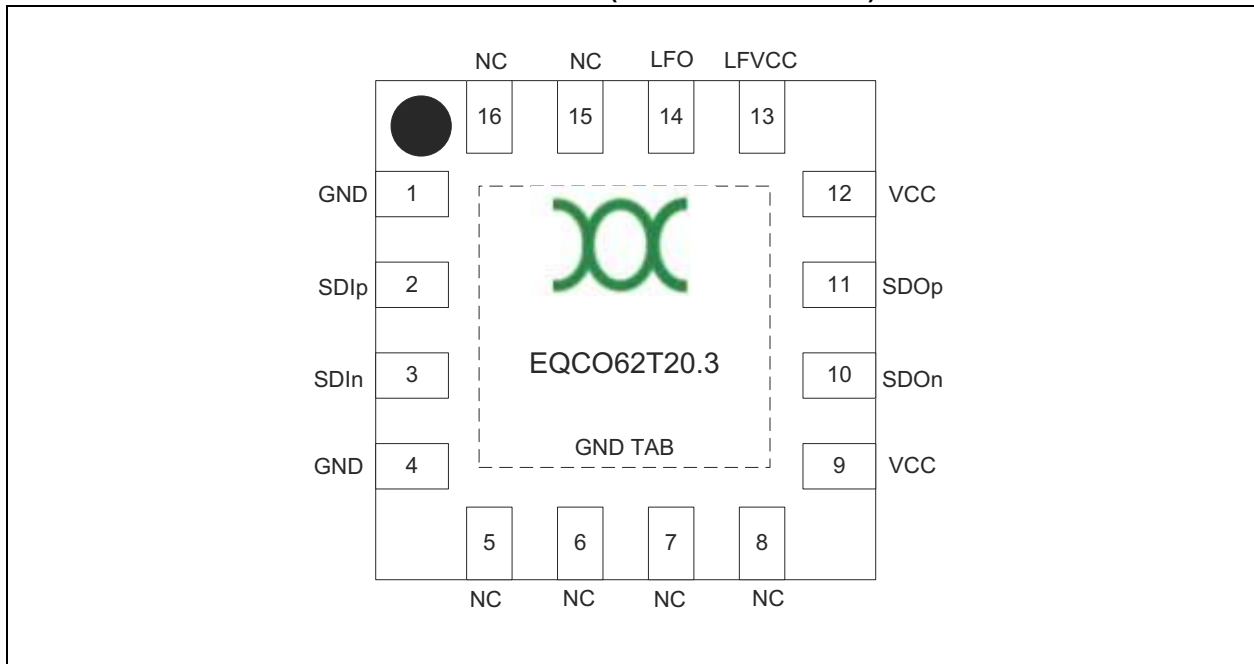 NC NC LFO LFVCC
16 15 14 13
GND 1 12 VCC
SDIp 2 11 SDOp
EQCO62T20.3
SDIn 3 10 SDOn
GND TAB
GND 4 9 VCC
5 6 7 8
NC NC NC NC